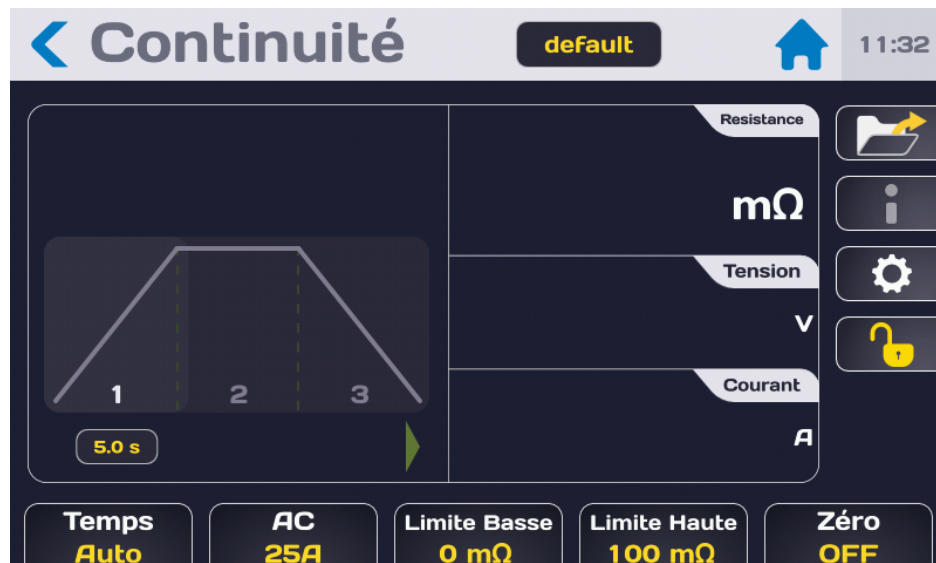 Continuité
default
11:32
Resistance
mΩ
Tension
V
Courant
A
1 2 3
5.0 s
Temps
Auto
AC
25A
Limite Basse
0 mΩ
Limite Haute
100 mΩ
Zéro
OFF